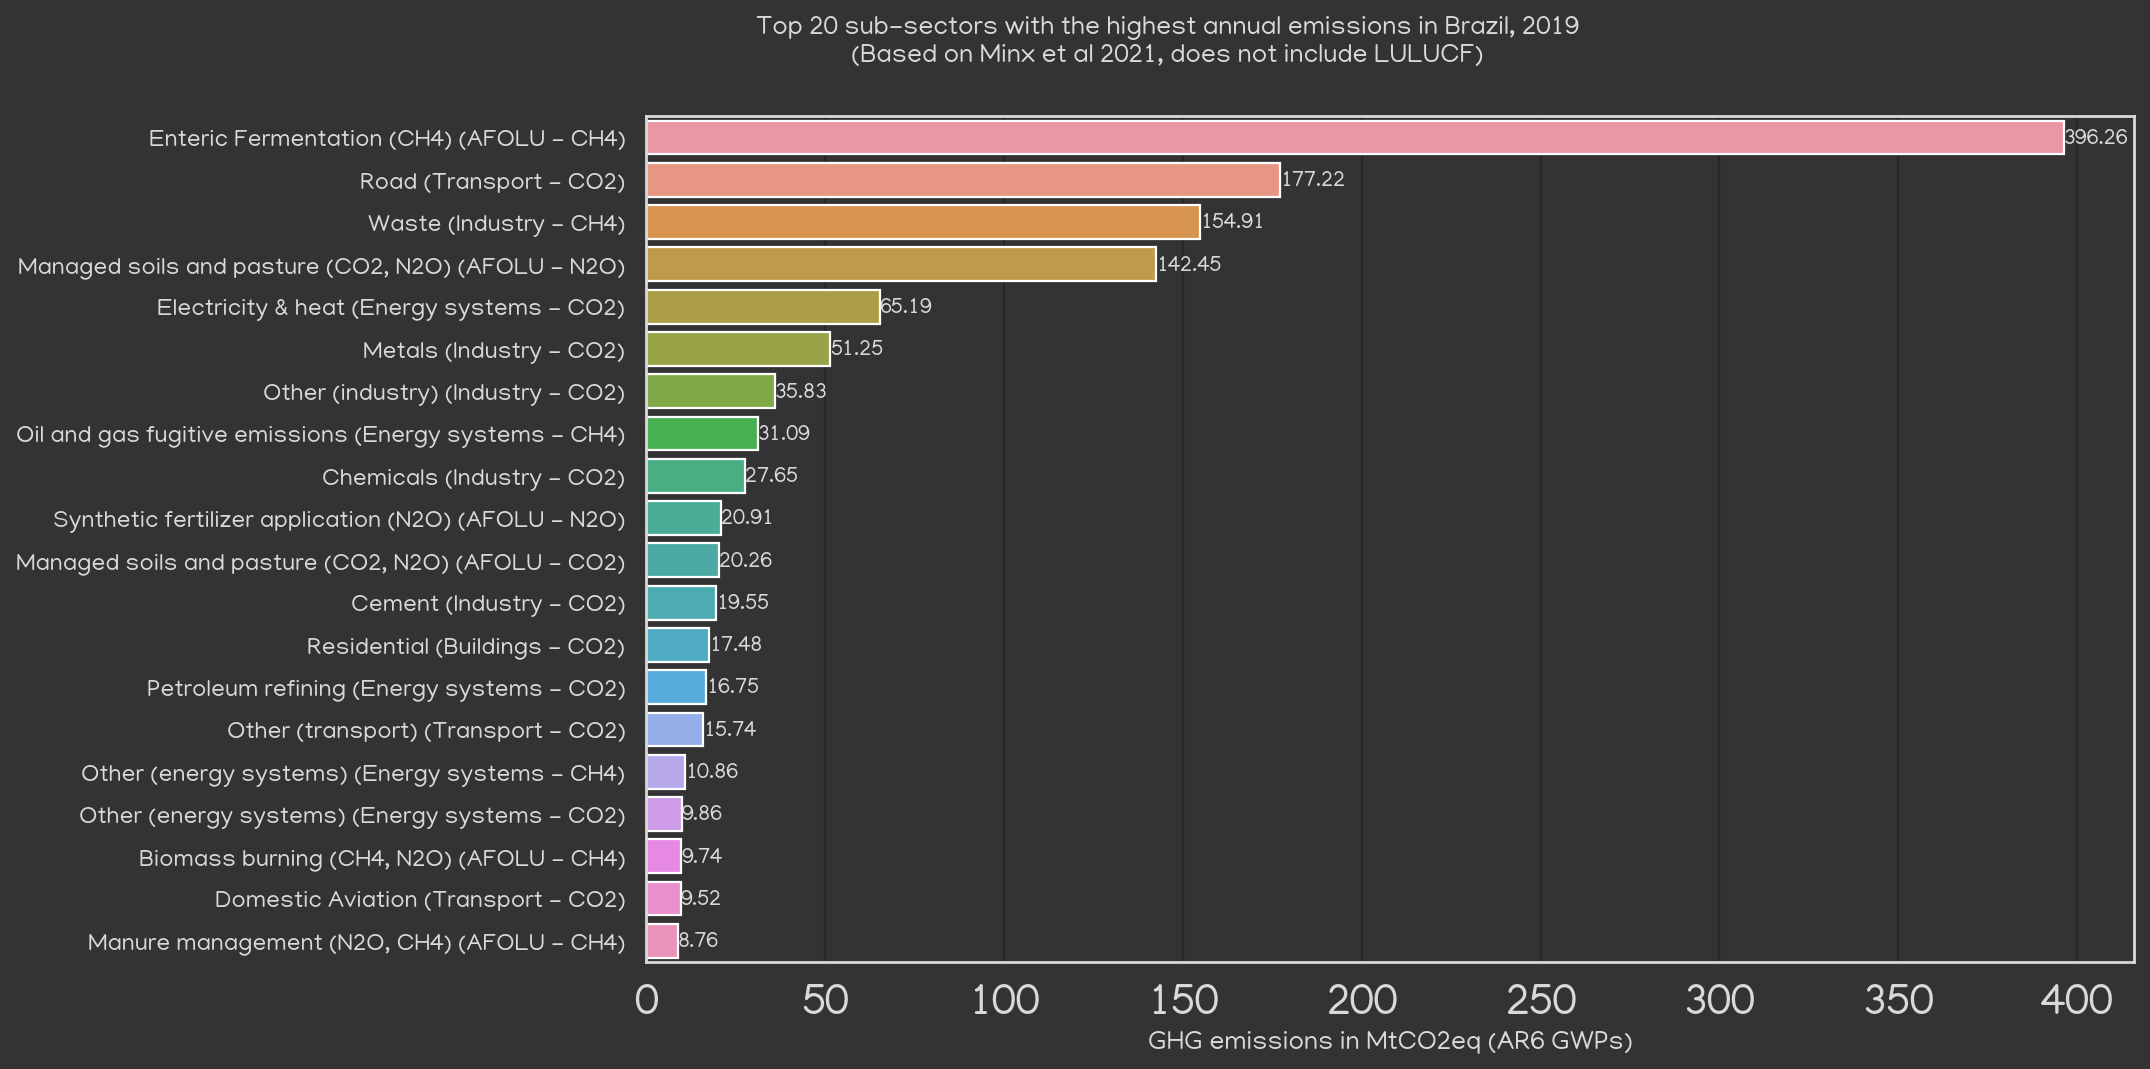 Top 20 sub-sectors with the highest annual emissions in Brazil, 2019
(Based on Minx et al 2021, does not include LULUCF)
Enteric Fermentation (CH4) (AFOLU - CH4) 396.26
Road (Transport - CO2) 177.22
Waste (Industry - CH4) 154.91
Managed soils and pasture (CO2, N2O) (AFOLU - N2O) 142.45
Electricity & heat (Energy systems - CO2) 65.19
Metals (Industry - CO2) 51.25
Other (industry) (Industry - CO2) 35.83
Oil and gas fugitive emissions (Energy systems - CH4) 31.09
Chemicals (Industry - CO2) 27.65
Synthetic fertilizer application (N2O) (AFOLU - N2O) 20.91
Managed soils and pasture (CO2, N2O) (AFOLU - CO2) 20.26
Cement (Industry - CO2) 19.55
Residential (Buildings - CO2) 17.48
Petroleum refining (Energy systems - CO2) 16.75
Other (transport) (Transport - CO2) 15.74
Other (energy systems) (Energy systems - CH4) 10.86
Other (energy systems) (Energy systems - CO2) 9.86
Biomass burning (CH4, N2O) (AFOLU - CH4) 9.74
Domestic Aviation (Transport - CO2) 9.52
Manure management (N2O, CH4) (AFOLU - CH4) 8.76
0 50 100 150 200 250 300 350 400
GHG emissions in MtCO2eq (AR6 GWPs)